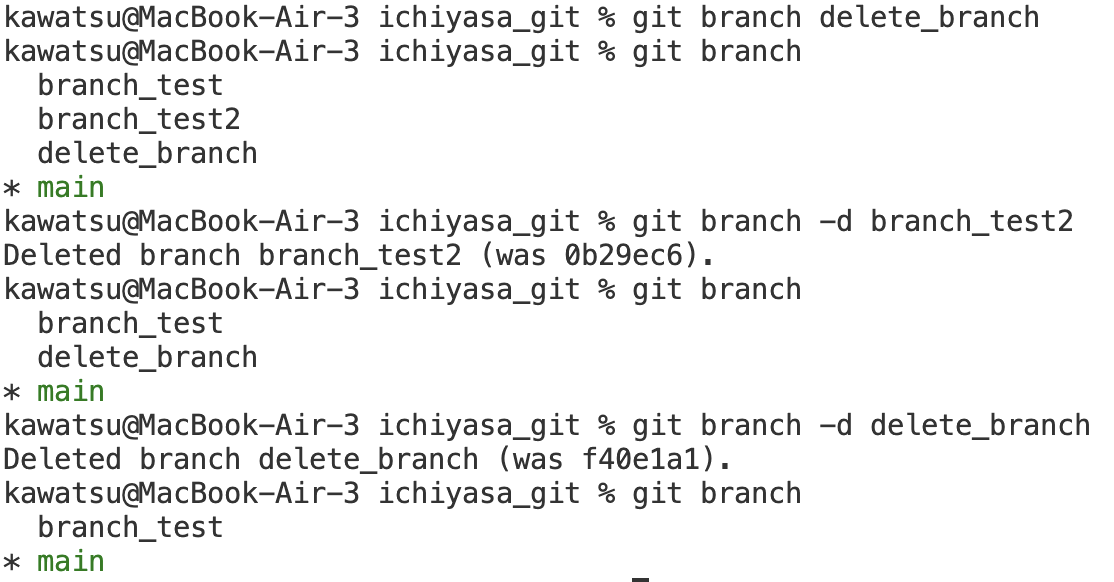 kawatsu@MacBook-Air-3 ichiyasa_git % git branch delete_branch
kawatsu@MacBook-Air-3 ichiyasa_git % git branch
  branch_test
  branch_test2
  delete_branch
* main
kawatsu@MacBook-Air-3 ichiyasa_git % git branch -d branch_test2
Deleted branch branch_test2 (was 0b29ec6).
kawatsu@MacBook-Air-3 ichiyasa_git % git branch
  branch_test
  delete_branch
* main
kawatsu@MacBook-Air-3 ichiyasa_git % git branch -d delete_branch
Deleted branch delete_branch (was f40e1a1).
kawatsu@MacBook-Air-3 ichiyasa_git % git branch
  branch_test
* main